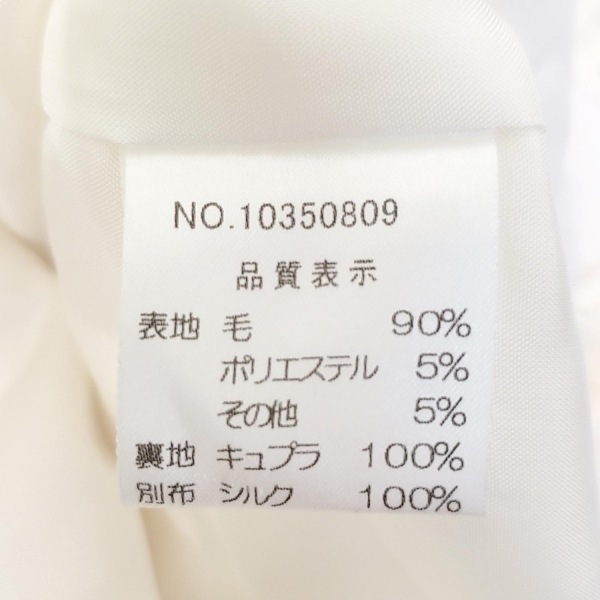 NO.10350809
品質表示
表地 毛 90%
ポリエステル 5%
その他 5%
裏地 キュプラ 100%
別布 シルク 100%